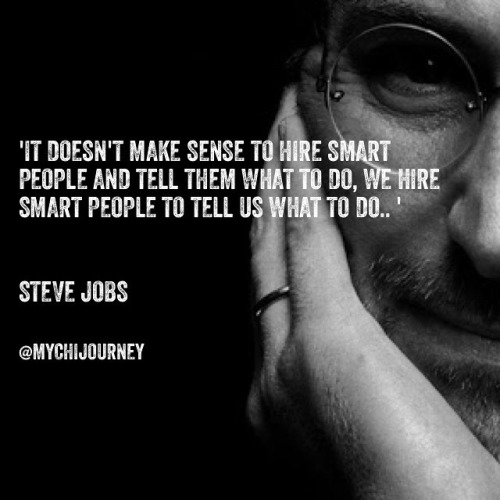 'IT DOESN'T MAKE SENSE TO HIRE SMART
PEOPLE AND TELL THEM WHAT TO DO, WE HIRE
SMART PEOPLE TO TELL US WHAT TO DO.. '
STEVE JOBS
@MYCHIJOURNEY